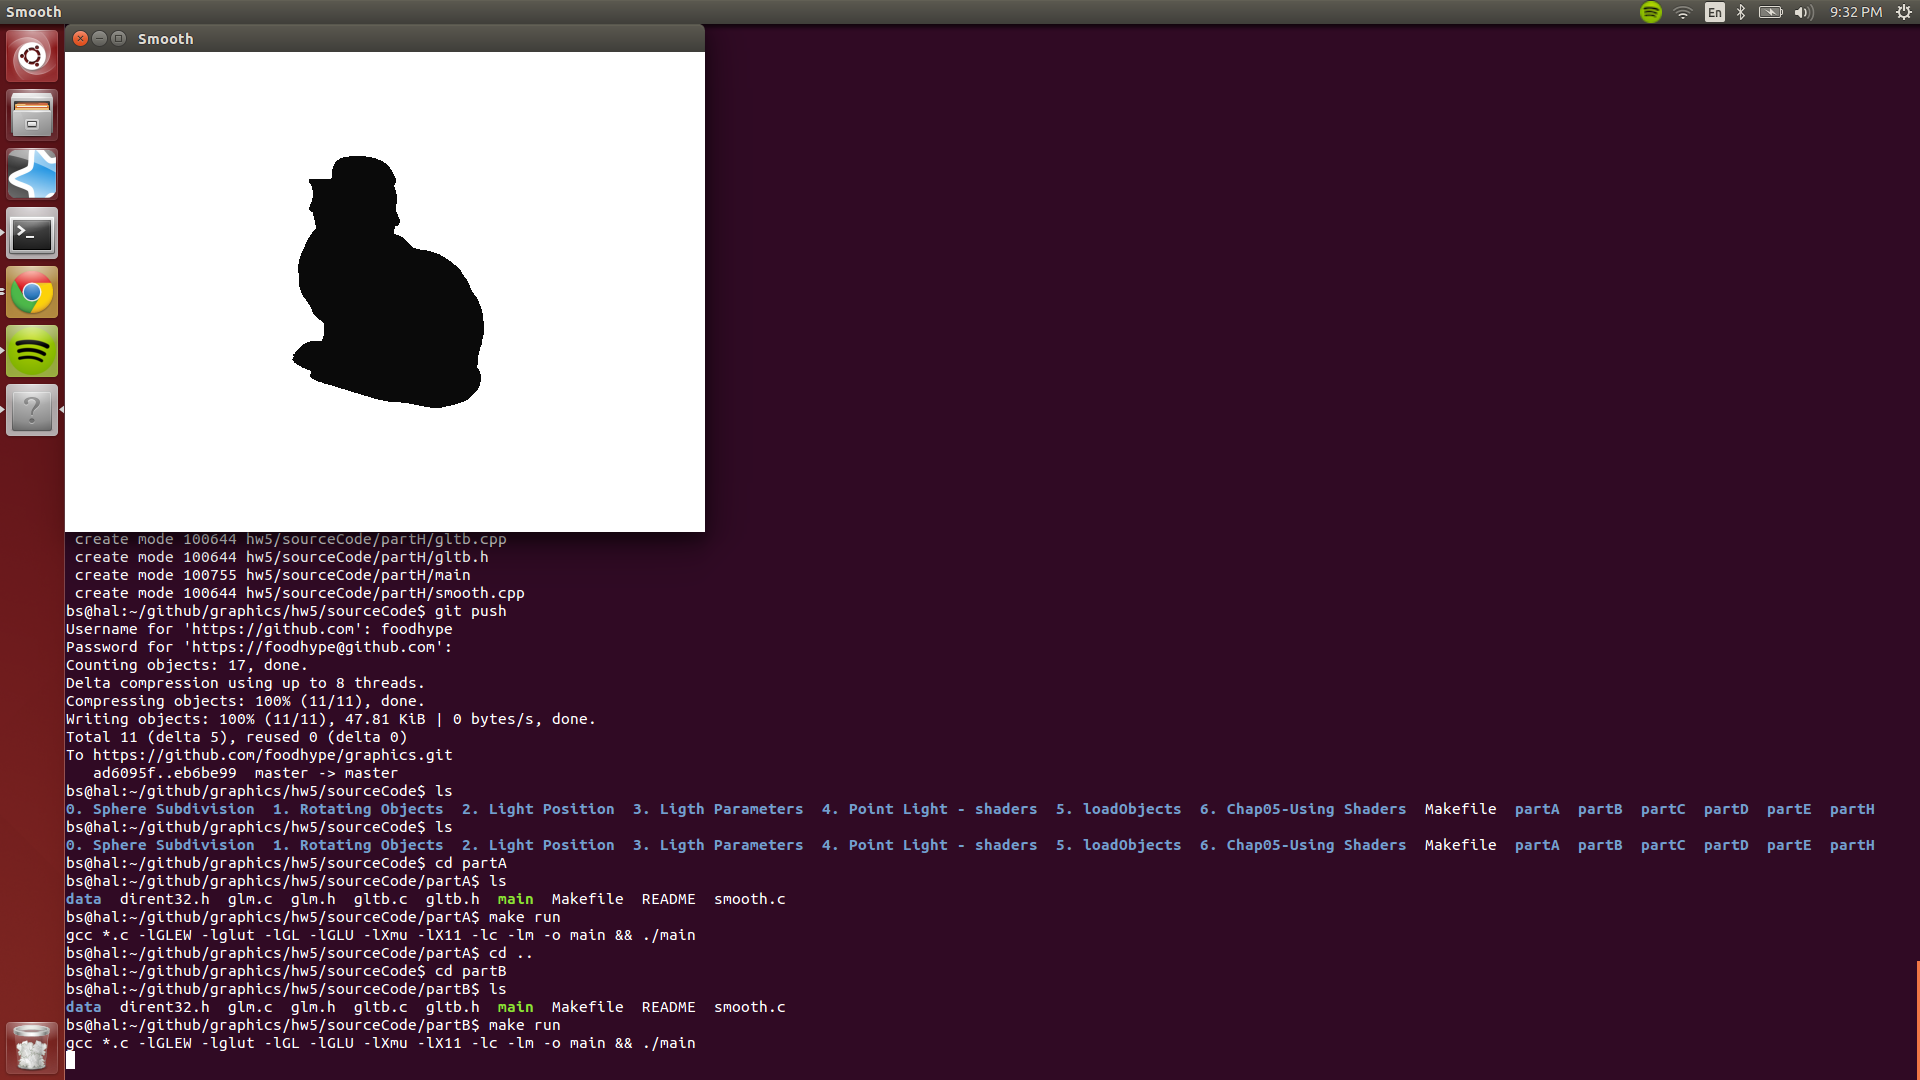 Smooth
En
9:32 PM
Smooth
create mode 100644 hw5/sourceCode/partH/gltb.cpp
create mode 100644 hw5/sourceCode/partH/gltb.h
create mode 100755 hw5/sourceCode/partH/main
create mode 100644 hw5/sourceCode/partH/smooth.cpp
bs@hal:~/github/graphics/hw5/sourceCode$ git push
Username for 'https://github.com': foodhype
Password for 'https://foodhype@github.com':
Counting objects: 17, done.
Delta compression using up to 8 threads.
Compressing objects: 100% (11/11), done.
Writing objects: 100% (11/11), 47.81 KiB | 0 bytes/s, done.
Total 11 (delta 5), reused 0 (delta 0)
To https://github.com/foodhype/graphics.git
   ad6095f..eb6be99  master -> master
bs@hal:~/github/graphics/hw5/sourceCode$ ls
0. Sphere Subdivision  1. Rotating Objects  2. Light Position  3. Ligth Parameters  4. Point Light - shaders  5. loadObjects  6. Chap05-Using Shaders  Makefile  partA  partB  partC  partD  partE  partH
bs@hal:~/github/graphics/hw5/sourceCode$ ls
0. Sphere Subdivision  1. Rotating Objects  2. Light Position  3. Ligth Parameters  4. Point Light - shaders  5. loadObjects  6. Chap05-Using Shaders  Makefile  partA  partB  partC  partD  partE  partH
bs@hal:~/github/graphics/hw5/sourceCode$ cd partA
bs@hal:~/github/graphics/hw5/sourceCode/partA$ ls
data  dirent32.h  glm.c  glm.h  gltb.c  gltb.h  main  Makefile  README  smooth.c
bs@hal:~/github/graphics/hw5/sourceCode/partA$ make run
gcc *.c -lGLEW -lglut -lGL -lGLU -lXmu -lX11 -lc -lm -o main && ./main
bs@hal:~/github/graphics/hw5/sourceCode/partA$ cd ..
bs@hal:~/github/graphics/hw5/sourceCode$ cd partB
bs@hal:~/github/graphics/hw5/sourceCode/partB$ ls
data  dirent32.h  glm.c  glm.h  gltb.c  gltb.h  main  Makefile  README  smooth.c
bs@hal:~/github/graphics/hw5/sourceCode/partB$ make run
gcc *.c -lGLEW -lglut -lGL -lGLU -lXmu -lX11 -lc -lm -o main && ./main